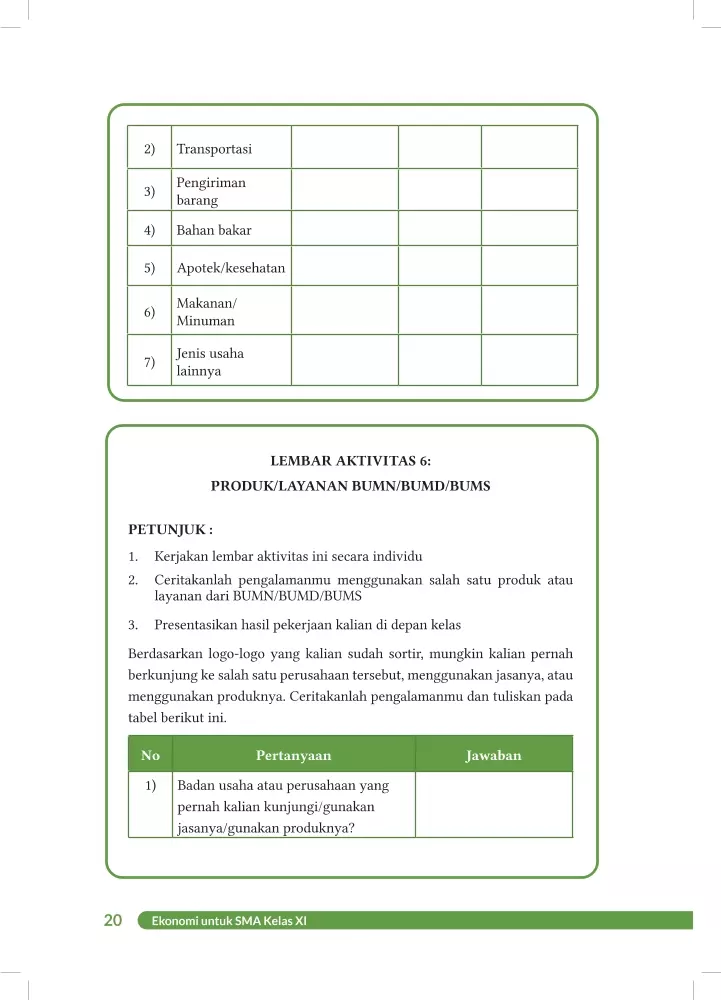 2) Transportasi
3) Pengiriman
barang
4) Bahan bakar
5) Apotek/kesehatan
6) Makanan/
Minuman
7) Jenis usaha
lainnya
LEMBAR AKTIVITAS 6:
PRODUK/LAYANAN BUMN/BUMD/BUMS
PETUNJUK :
1. Kerjakan lembar aktivitas ini secara individu
2. Ceritakanlah pengalamanmu menggunakan salah satu produk atau
layanan dari BUMN/BUMD/BUMS
3. Presentasikan hasil pekerjaan kalian di depan kelas
Berdasarkan logo-logo yang kalian sudah sortir, mungkin kalian pernah
berkunjung ke salah satu perusahaan tersebut, menggunakan jasanya, atau
menggunakan produknya. Ceritakanlah pengalamanmu dan tuliskan pada
tabel berikut ini.
No Pertanyaan Jawaban
1) Badan usaha atau perusahaan yang
pernah kalian kunjungi/gunakan
jasanya/gunakan produknya?
20 Ekonomi untuk SMA Kelas XI